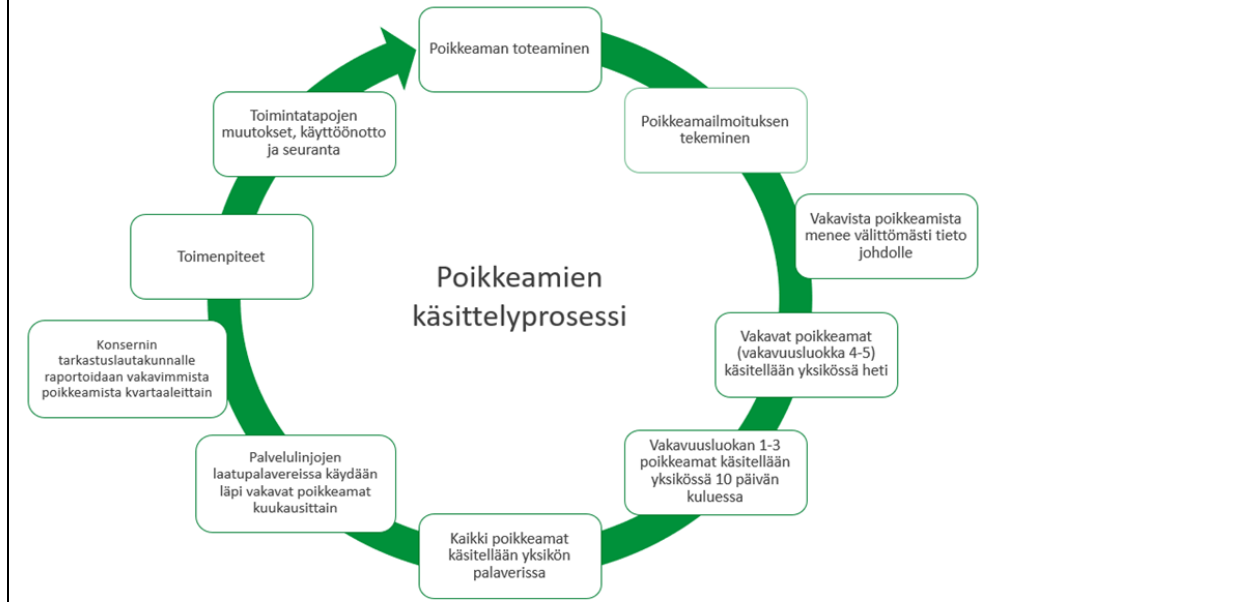 Poikkeaman toteaminen
Poikkeamailmoituksen
tekeminen
Vakavista poikkeamista
menee välittömästi tieto
johdolle
Vakavat poikkeamat
(vakavuusluokka 4-5)
käsitellään yksikössä heti
Vakavuusluokan 1-3
poikkeamat käsitellään
yksikössä 10 päivän
kuluessa
Kaikki poikkeamat
käsitellään yksikön
palaverissa
Palvelulinjojen
laatupalavereissa käydään
läpi vakavat poikkeamat
kuukausittain
Konsernin
tarkastuslautakunnalle
raportoidaan vakavimmista
poikkeamista kvartaaleittain
Toimenpiteet
Toimintatapojen
muutokset, käyttöönotto
ja seuranta
Poikkeamien
käsittelyprosessi